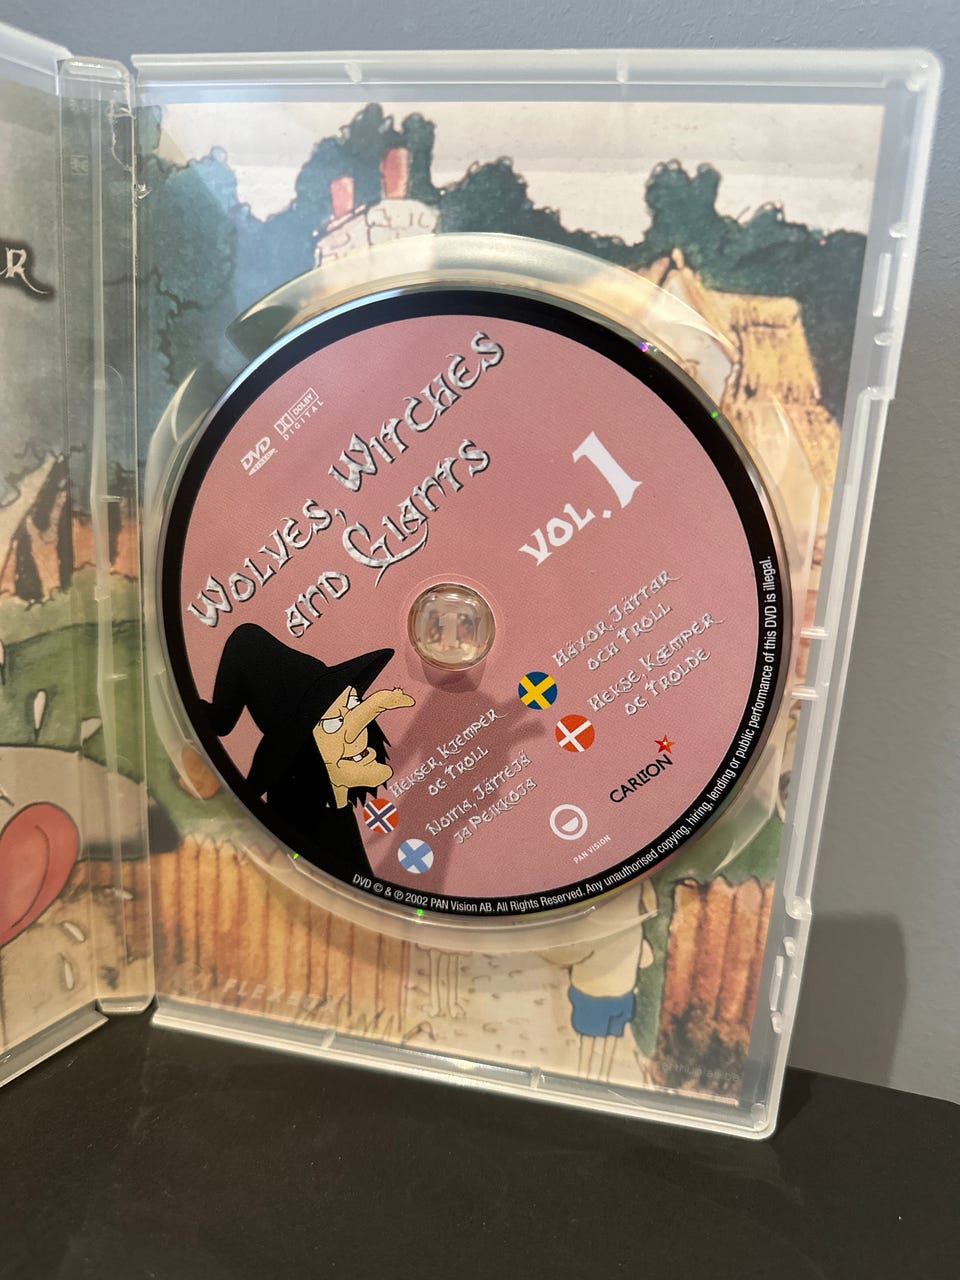 R
DVD
VIDEO
DOLBY
DIGITAL
WOLVES, WITCHES
AND GIANTS
VOL. 1
HÄXOR, JÄTTAR
OCH TROLL
HEKSE, KÆMPER
OG TROLDE
HEKSER, KJEMPER
OG TROLL
NOITIA, JÄTTEJÄ
JA PEIKKOJA
CARLTON
PAN VISION
DVD © & ℗ 2002 PAN Vision AB. All Rights Reserved. Any unauthorised copying, hiring, lending or public performance of this DVD is illegal.
1